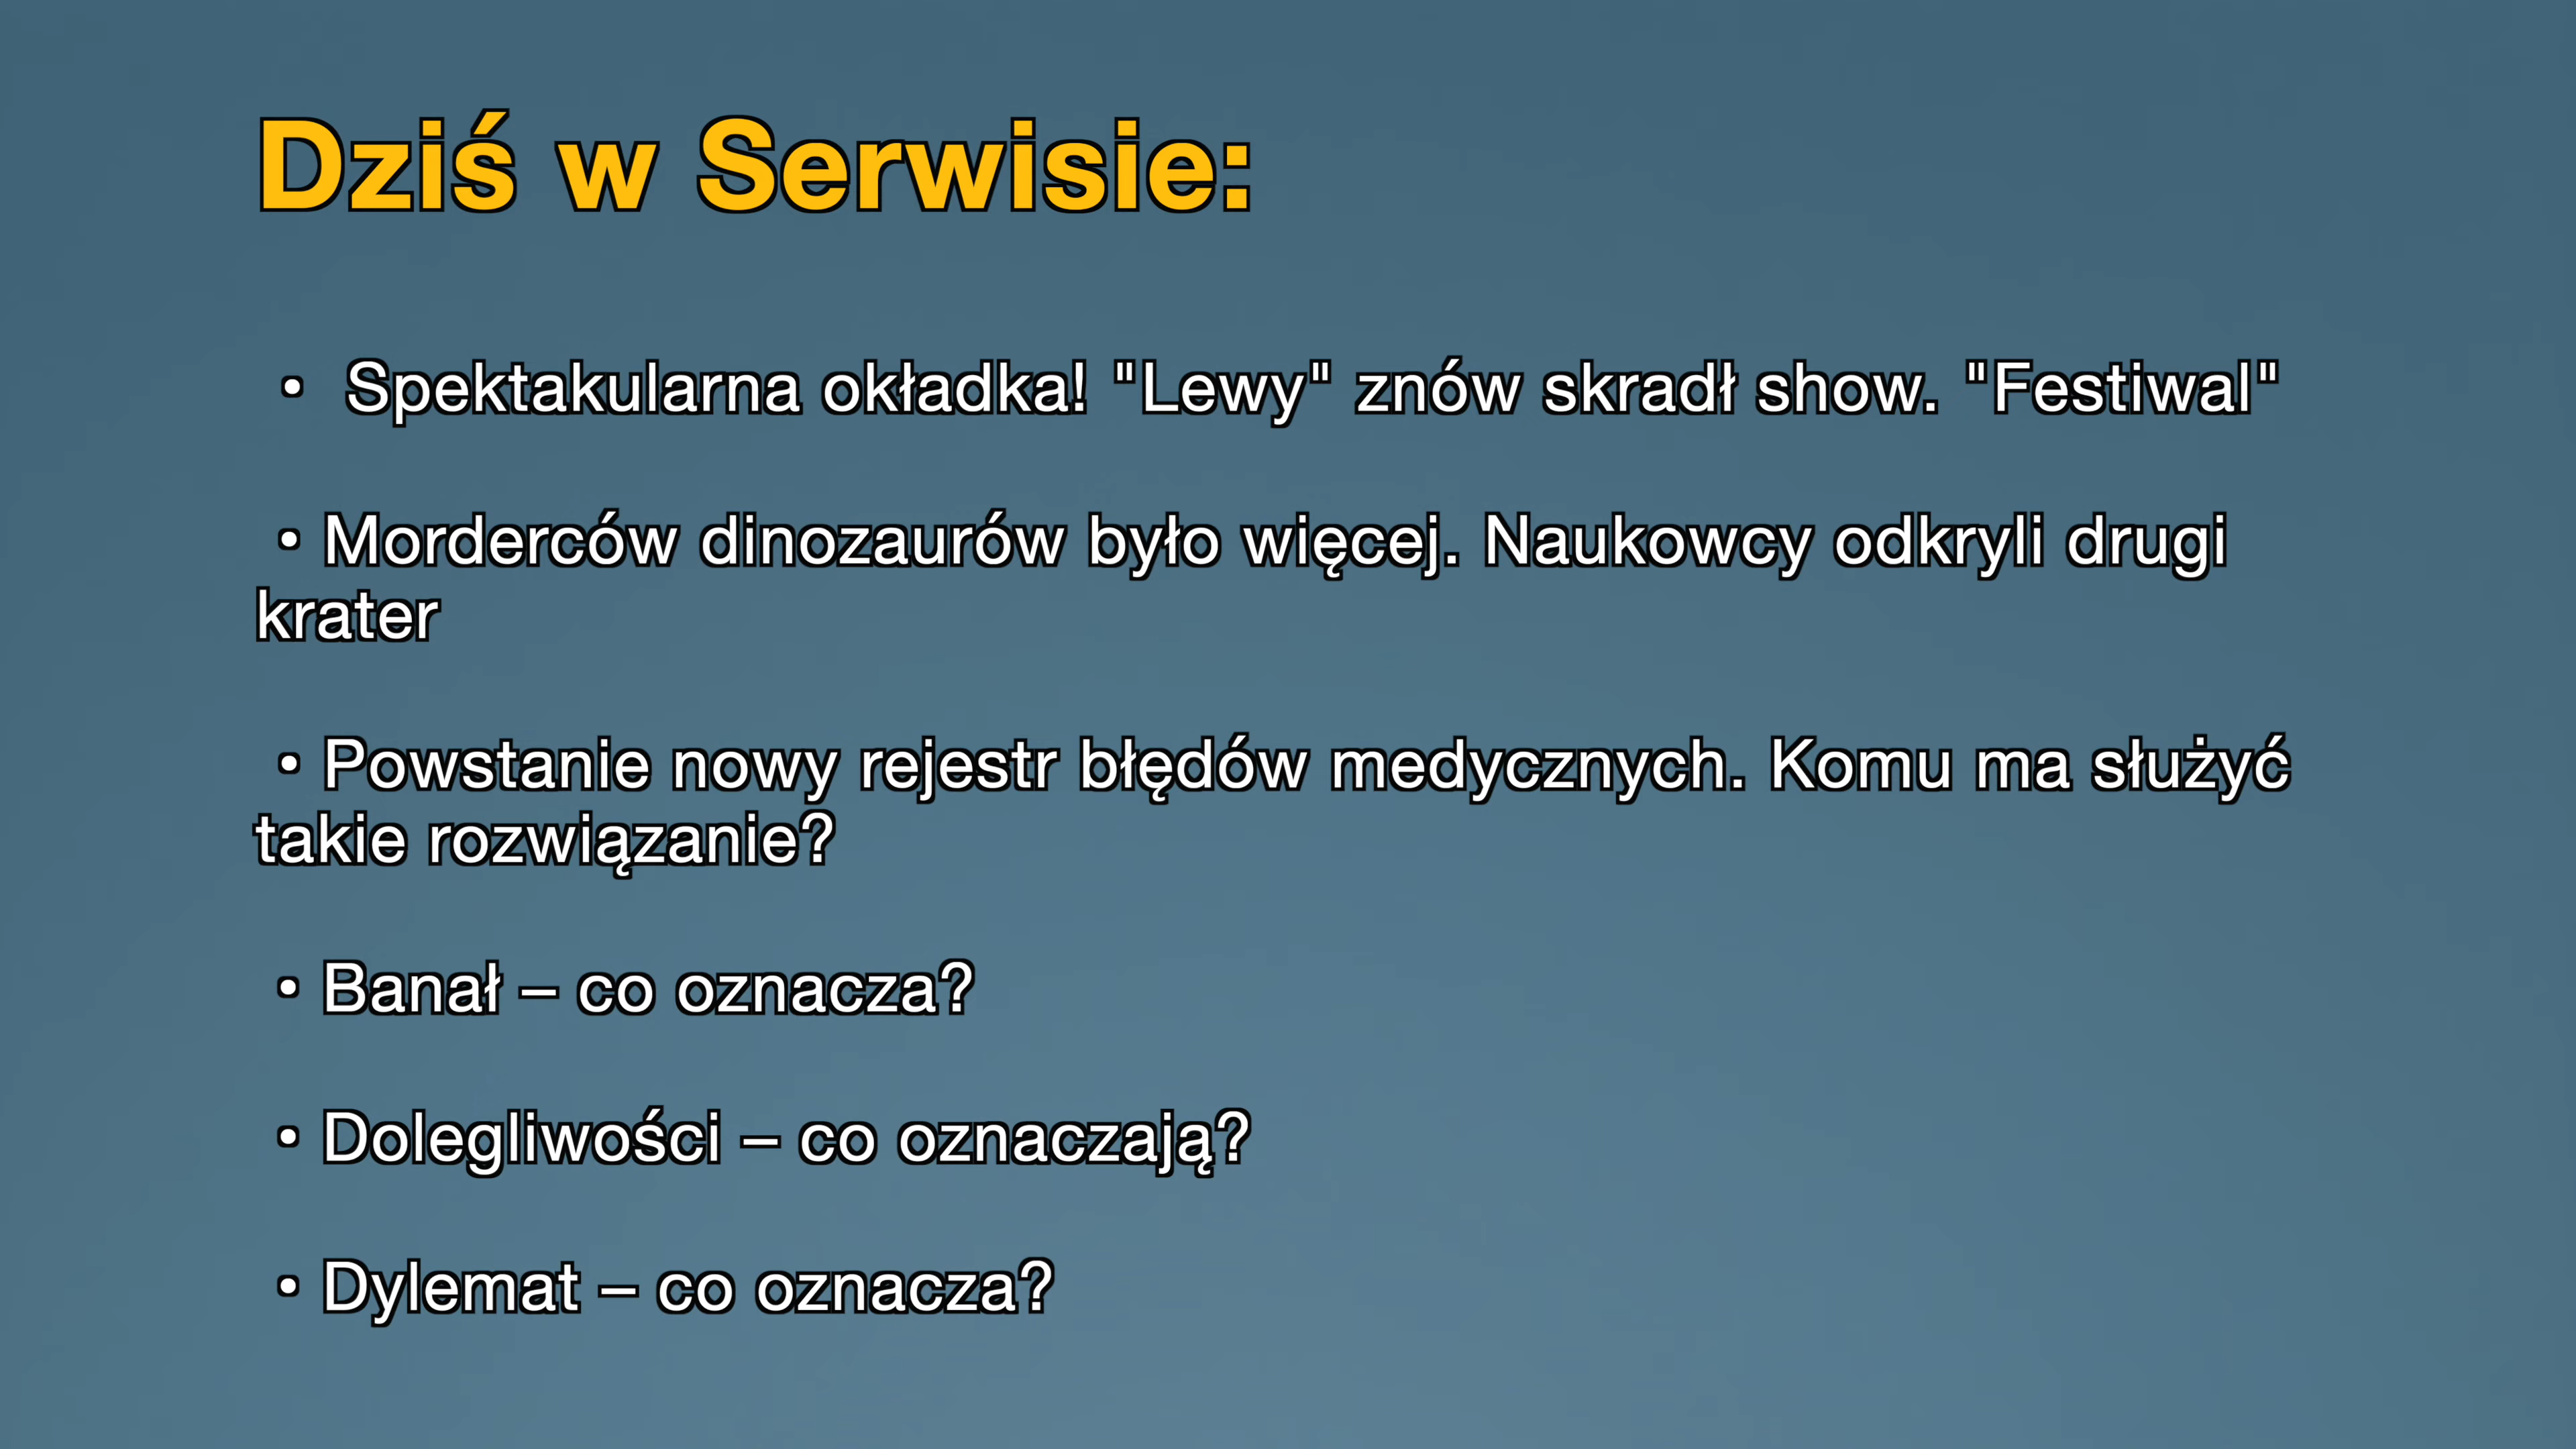 Dziś w Serwisie:
• Spektakularna okładka! "Lewy" znów skradł show. "Festiwal"
• Morderców dinozaurów było więcej. Naukowcy odkryli drugi
krater
• Powstanie nowy rejestr błędów medycznych. Komu ma służyć
takie rozwiązanie?
• Banał – co oznacza?
• Dolegliwości – co oznaczają?
• Dylemat – co oznacza?